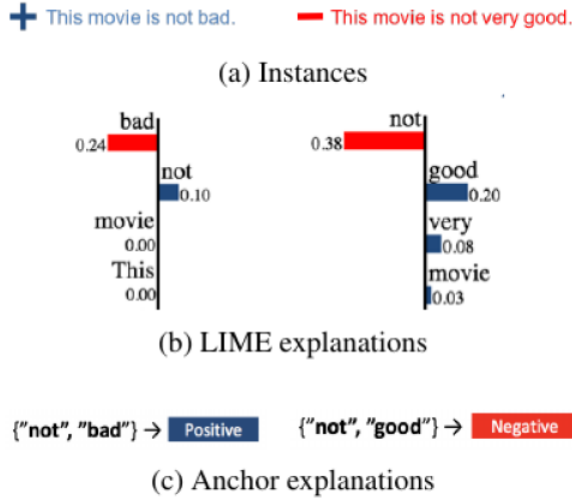 + This movie is not bad.
− This movie is not very good.
(a) Instances
bad
0.24
not
0.10
movie
0.00
This
0.00
not
0.38
good
0.20
very
0.08
movie
0.03
(b) LIME explanations
{"not", "bad"} → Positive
{"not", "good"} → Negative
(c) Anchor explanations